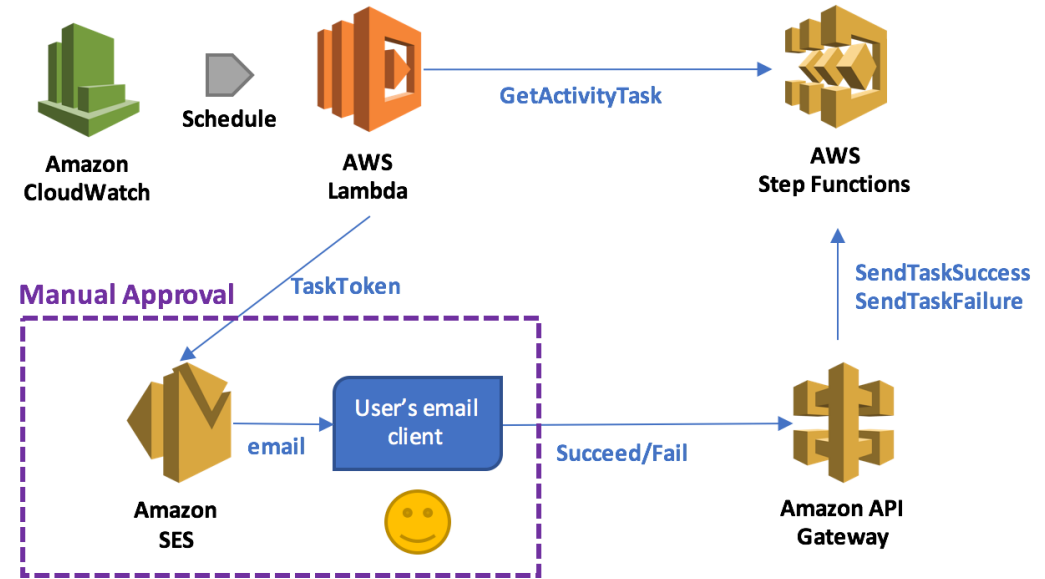 Schedule
GetActivityTask
Amazon
CloudWatch
AWS
Lambda
AWS
Step Functions
TaskToken
SendTaskSuccess
SendTaskFailure
Manual Approval
User’s email
client
email
Succeed/Fail
Amazon
SES
Amazon API
Gateway